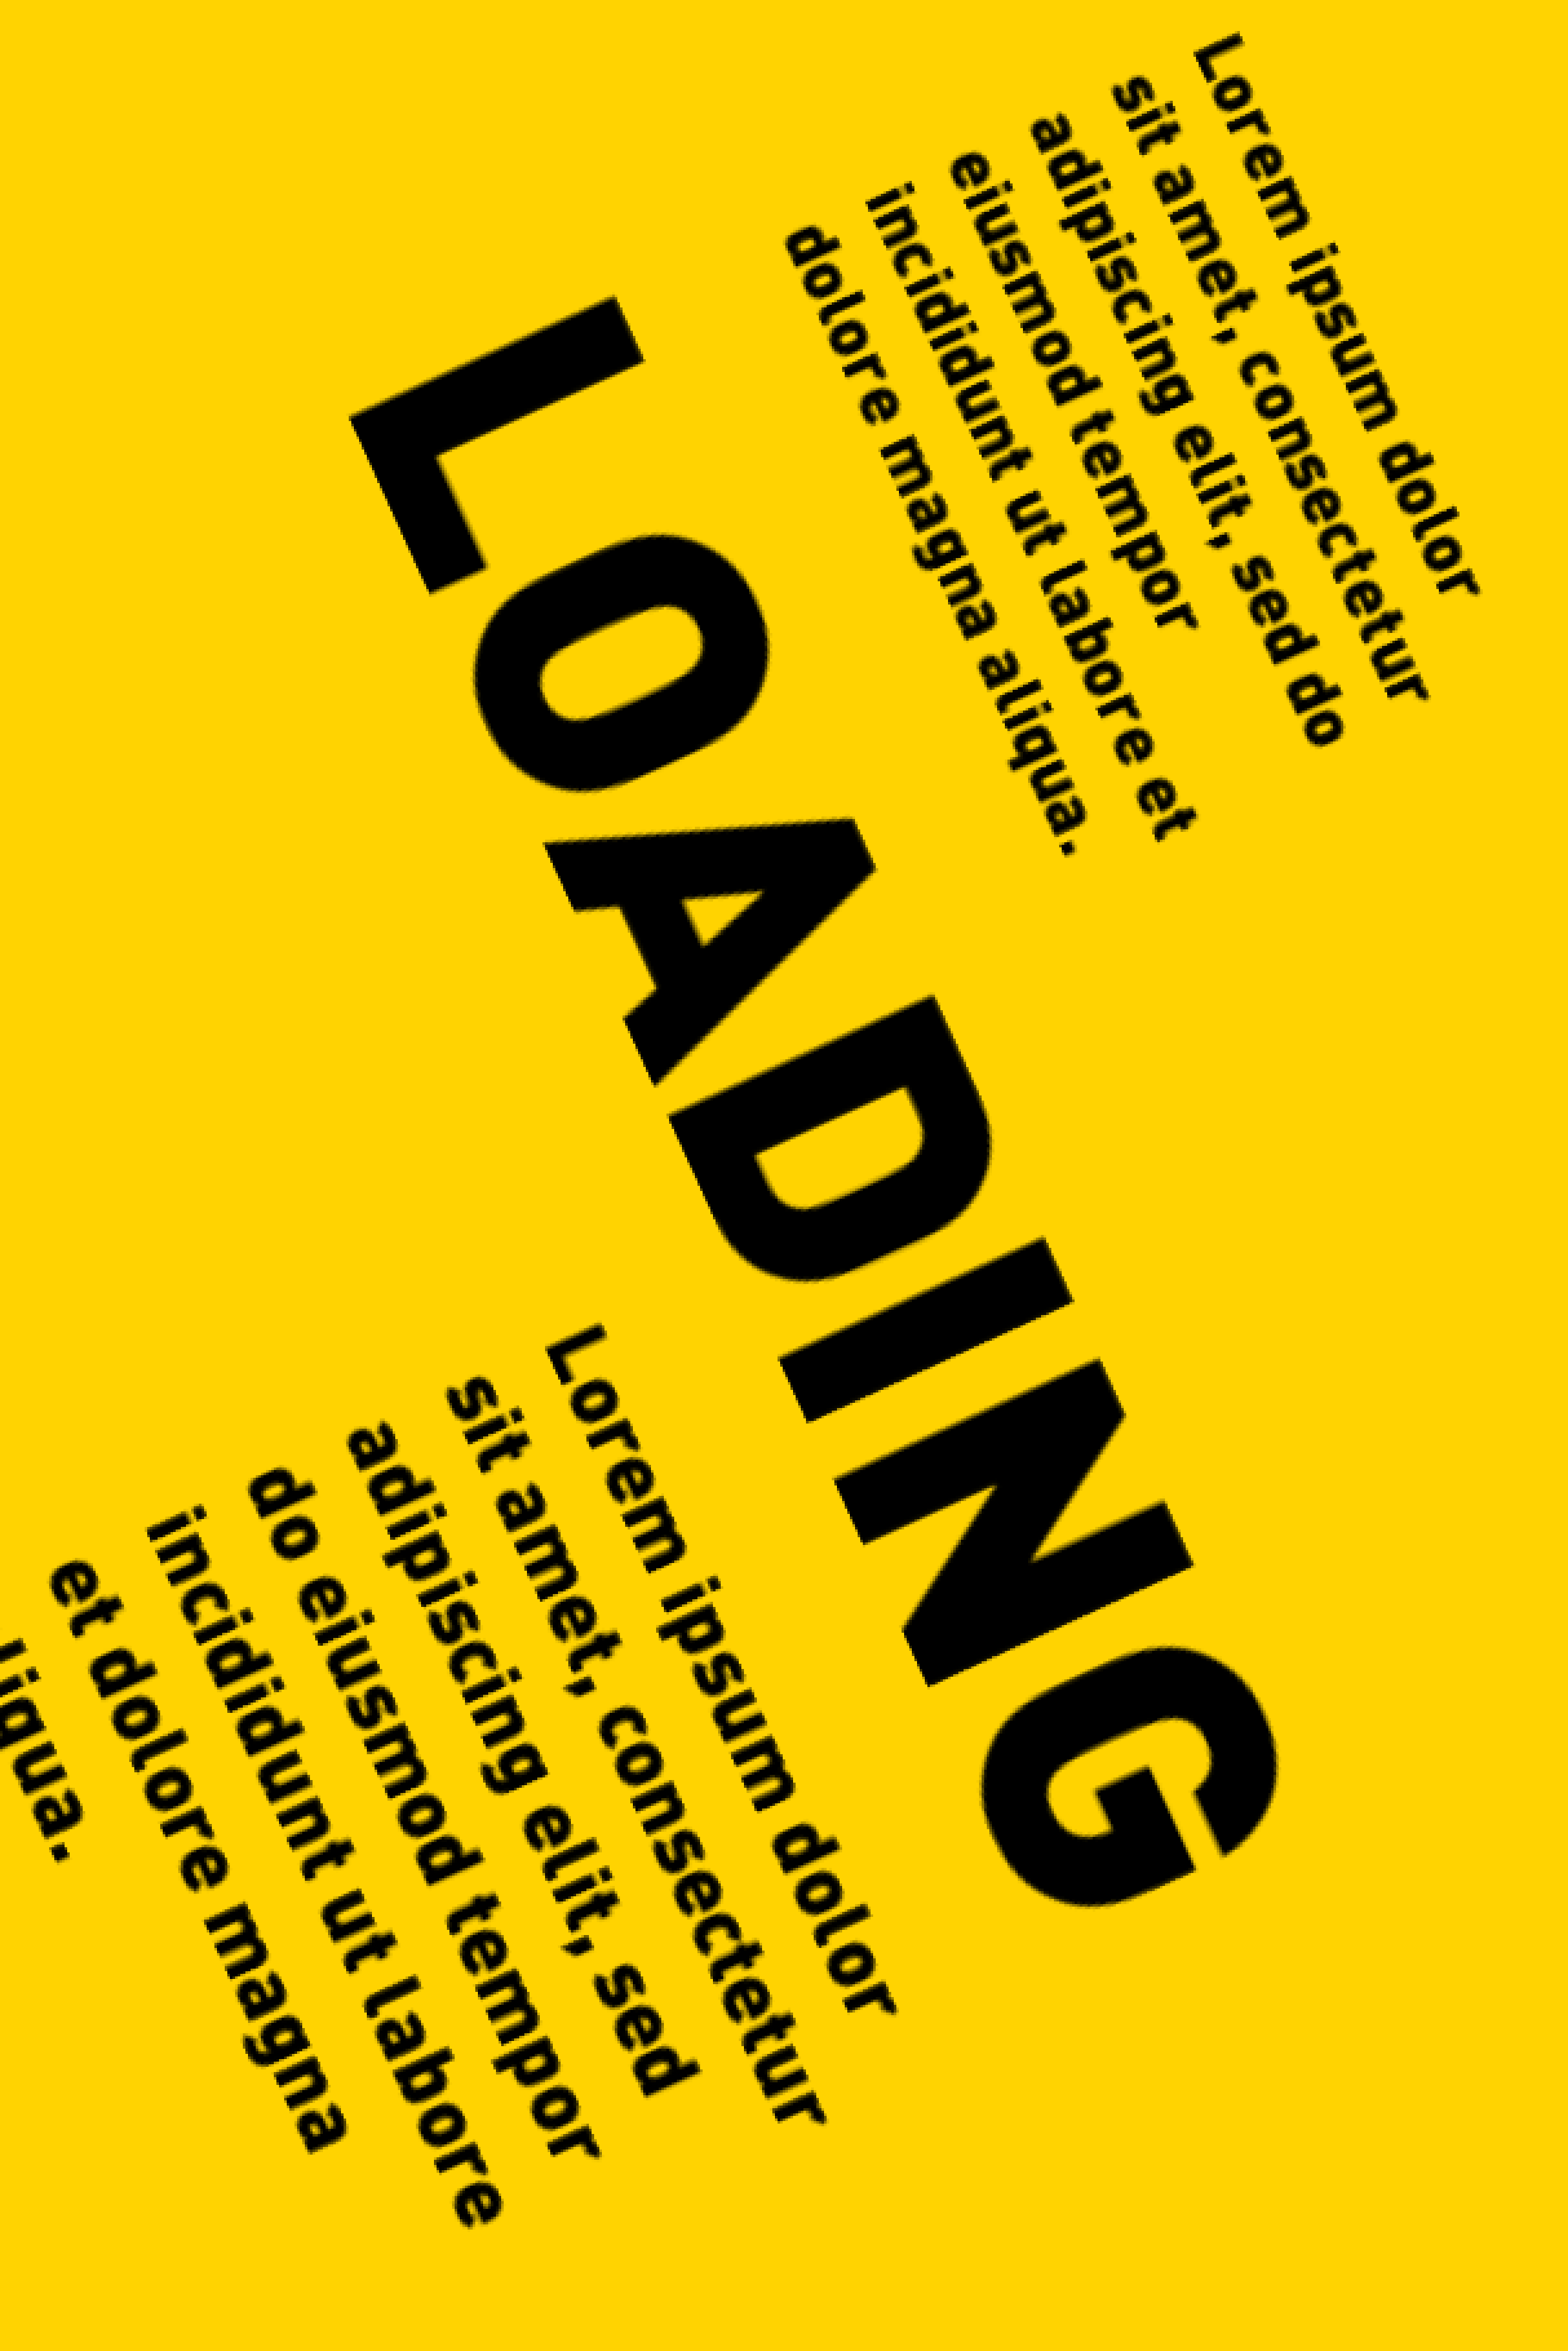 Lorem ipsum dolor
sit amet, consectetur
adipiscing elit, sed do
eiusmod tempor
incididunt ut labore et
dolore magna aliqua.
LOADING
Lorem ipsum dolor
sit amet, consectetur
adipiscing elit, sed
do eiusmod tempor
incididunt ut labore
et dolore magna